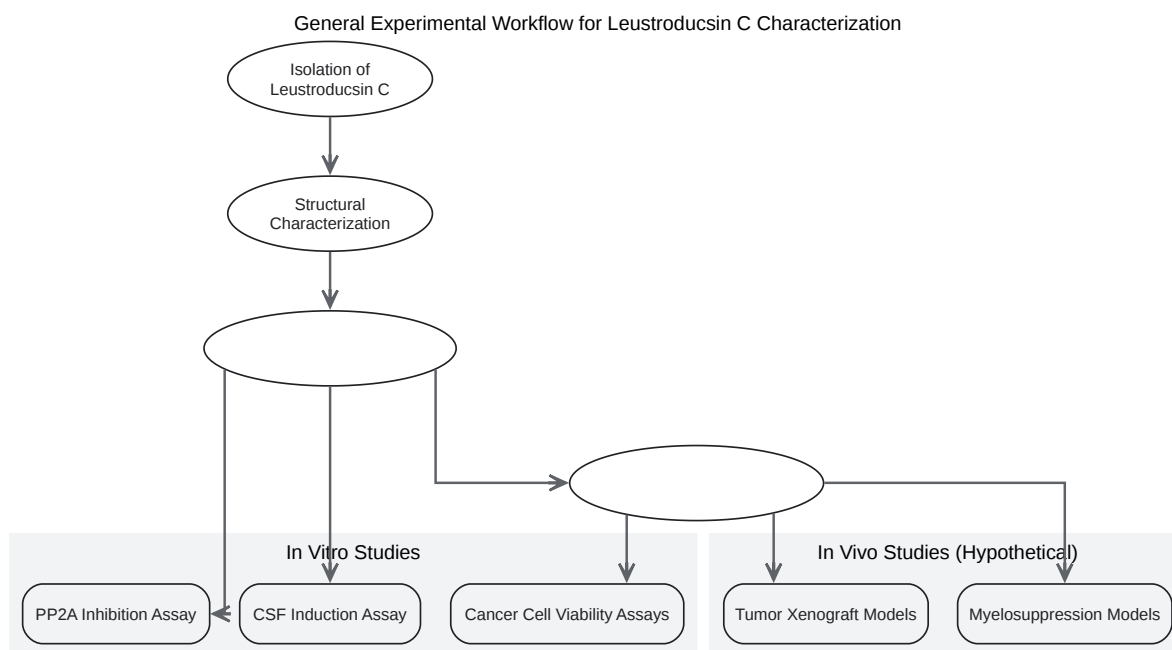 General Experimental Workflow for Leustroducsin C Characterization
Isolation of
Leustroducsin C
Structural
Characterization
In Vitro Studies
In Vivo Studies (Hypothetical)
PP2A Inhibition Assay
CSF Induction Assay
Cancer Cell Viability Assays
Tumor Xenograft Models
Myelosuppression Models